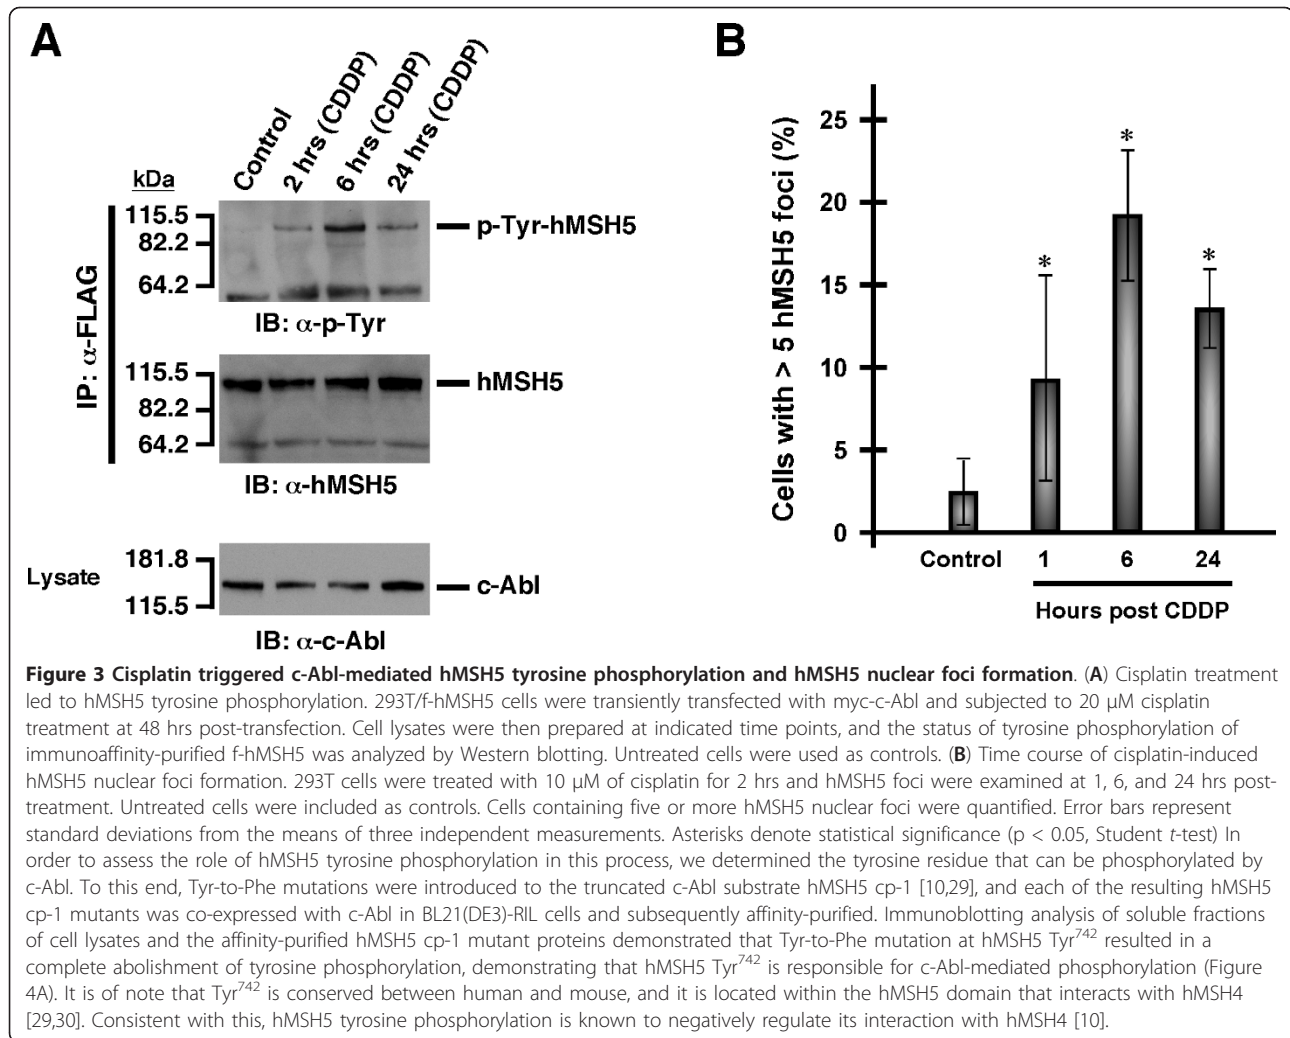 A
Control
2 hrs (CDDP)
6 hrs (CDDP)
24 hrs (CDDP)
kDa
IP: α-FLAG
115.5
82.2
64.2
p-Tyr-hMSH5
IB: α-p-Tyr
115.5
82.2
64.2
hMSH5
IB: α-hMSH5
Lysate
181.8
115.5
c-Abl
IB: α-c-Abl
B
Cells with > 5 hMSH5 foci (%)
25
20
15
10
5
0
*
*
*
Control
1
6
24
Hours post CDDP
Figure 3 Cisplatin triggered c-Abl-mediated hMSH5 tyrosine phosphorylation and hMSH5 nuclear foci formation. (A) Cisplatin treatment
led to hMSH5 tyrosine phosphorylation. 293T/f-hMSH5 cells were transiently transfected with myc-c-Abl and subjected to 20 μM cisplatin
treatment at 48 hrs post-transfection. Cell lysates were then prepared at indicated time points, and the status of tyrosine phosphorylation of
immunoaffinity-purified f-hMSH5 was analyzed by Western blotting. Untreated cells were used as controls. (B) Time course of cisplatin-induced
hMSH5 nuclear foci formation. 293T cells were treated with 10 μM of cisplatin for 2 hrs and hMSH5 foci were examined at 1, 6, and 24 hrs post-
treatment. Untreated cells were included as controls. Cells containing five or more hMSH5 nuclear foci were quantified. Error bars represent
standard deviations from the means of three independent measurements. Asterisks denote statistical significance (p < 0.05, Student t-test) In
order to assess the role of hMSH5 tyrosine phosphorylation in this process, we determined the tyrosine residue that can be phosphorylated by
c-Abl. To this end, Tyr-to-Phe mutations were introduced to the truncated c-Abl substrate hMSH5 cp-1 [10,29], and each of the resulting hMSH5
cp-1 mutants was co-expressed with c-Abl in BL21(DE3)-RIL cells and subsequently affinity-purified. Immunoblotting analysis of soluble fractions
of cell lysates and the affinity-purified hMSH5 cp-1 mutant proteins demonstrated that Tyr-to-Phe mutation at hMSH5 Tyr742 resulted in a
complete abolishment of tyrosine phosphorylation, demonstrating that hMSH5 Tyr742 is responsible for c-Abl-mediated phosphorylation (Figure
4A). It is of note that Tyr742 is conserved between human and mouse, and it is located within the hMSH5 domain that interacts with hMSH4
[29,30]. Consistent with this, hMSH5 tyrosine phosphorylation is known to negatively regulate its interaction with hMSH4 [10].